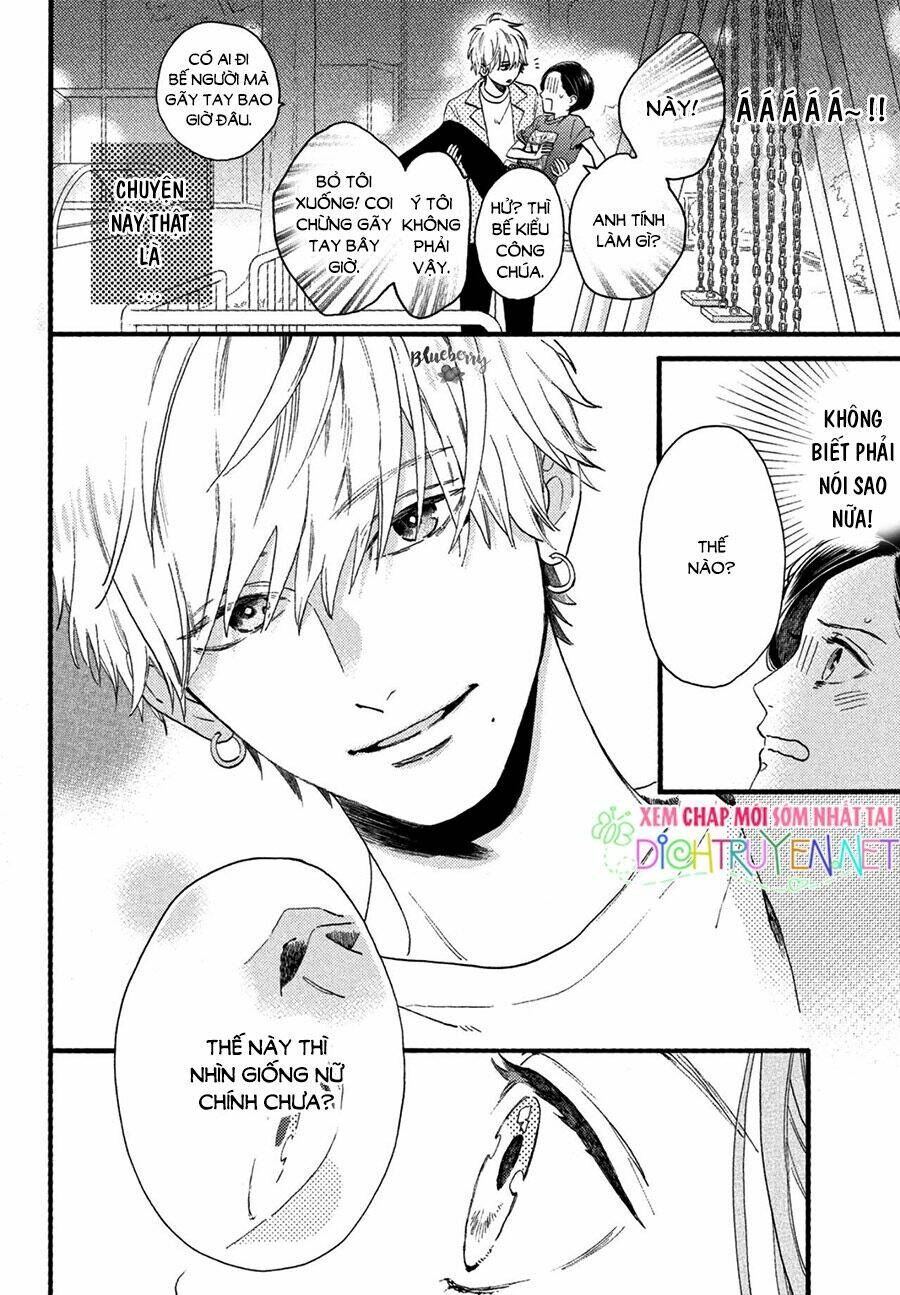 Á Á Á Á Á~!!
NÀY!
ANH TÍNH
LÀM GÌ?
HỬ? THÌ
BẾ KIỂU
CÔNG
CHÚA.
Ý TÔI
KHÔNG
PHẢI
VẬY.
BỎ TÔI
XUỐNG! COI
CHỪNG GÃY
TAY BÂY
GIỜ.
CÓ AI ĐI
BẾ NGƯỜI MÀ
GÃY TAY BAO
GIỜ ĐÂU.
CHUYỆN
NAY THAT
LÀ
...
Blueberry
KHÔNG
BIẾT PHẢI
NÓI SAO
NỮA!
THẾ
NÀO?
XEM CHAP MỚI SỚM NHẤT TẠI
DICHTRUYEN.NET
THẾ NÀY THÌ
NHÌN GIỐNG NỮ
CHÍNH CHƯA?